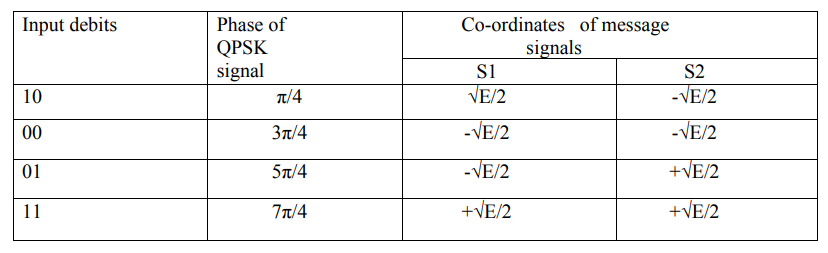 Input debits Phase of QPSK signal Co-ordinates of message signals
S1 S2
10 π/4 √E/2 -√E/2
00 3π/4 -√E/2 -√E/2
01 5π/4 -√E/2 +√E/2
11 7π/4 +√E/2 +√E/2